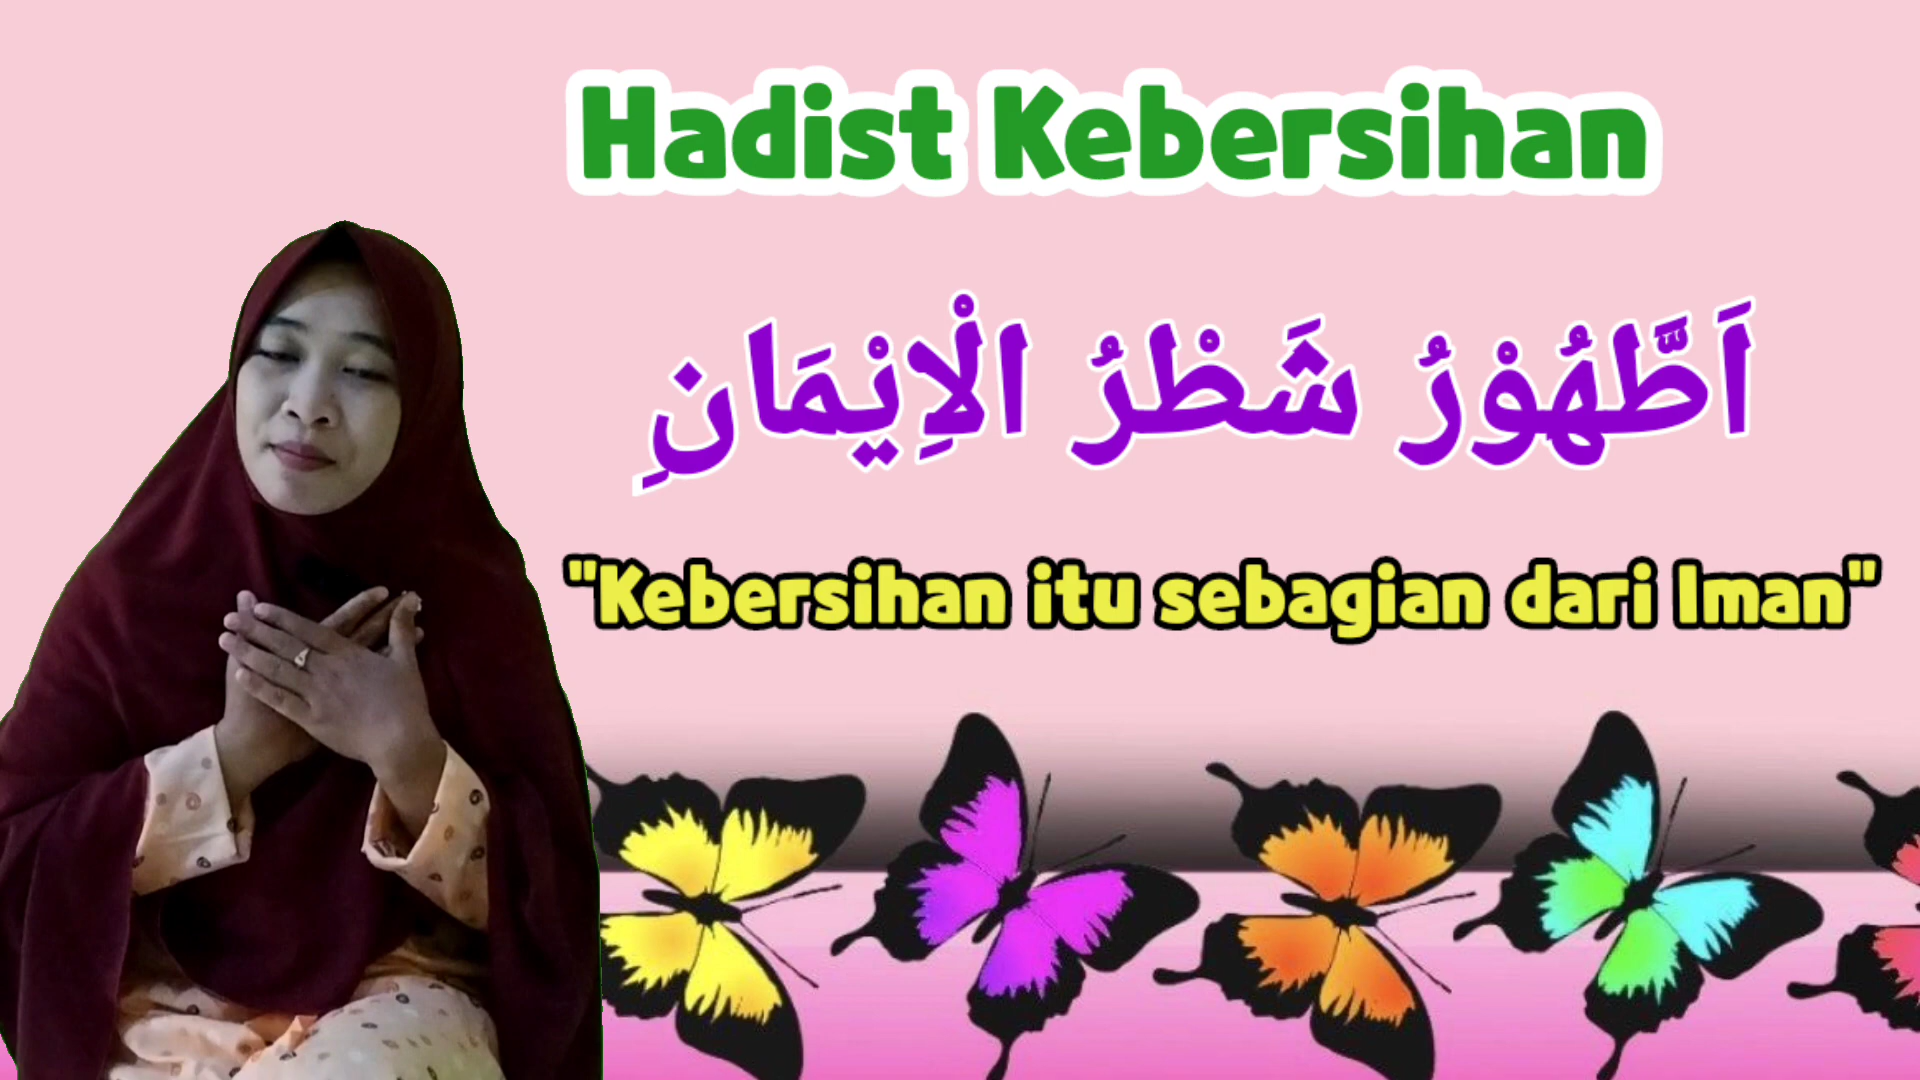 Hadist Kebersihan
اَطَّهُوْرُ شَطْرُ الْاِيْمَانِ
"Kebersihan itu sebagian dari Iman"